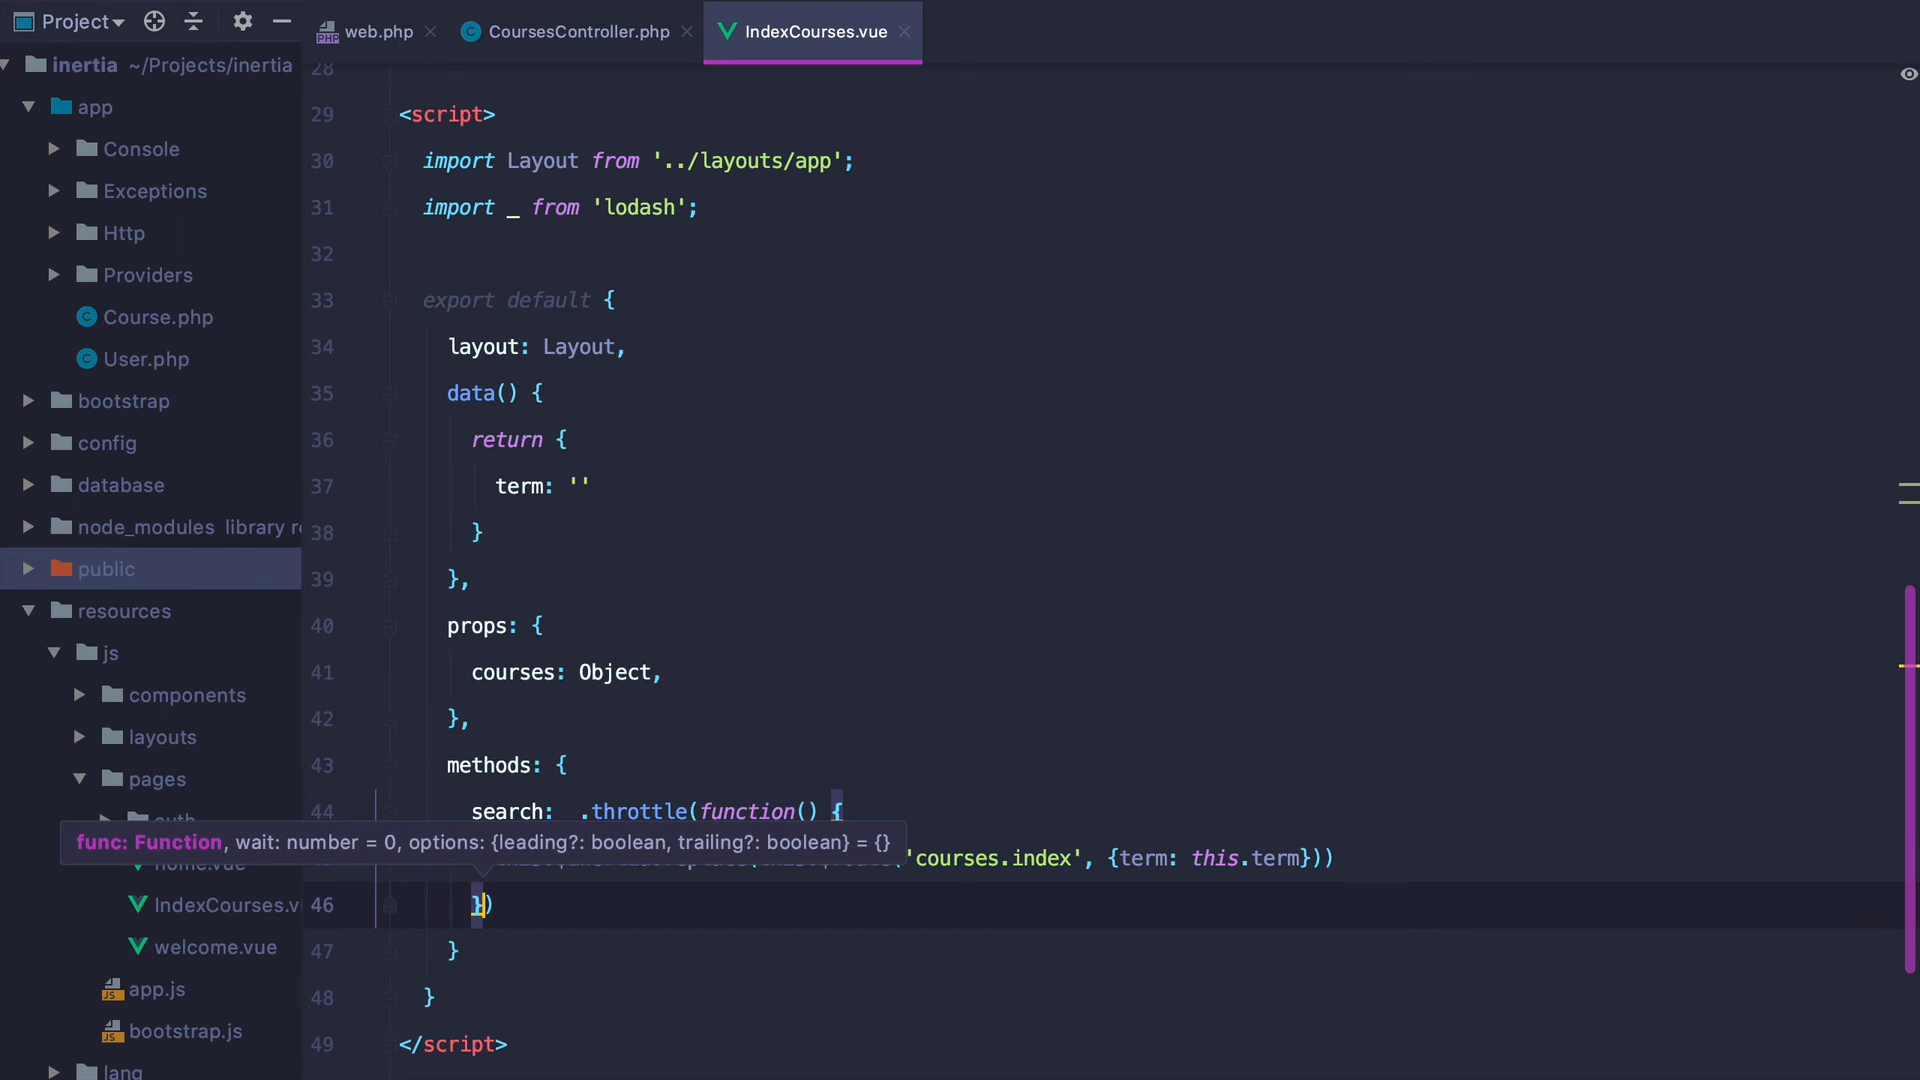 Project
web.php
CoursesController.php
IndexCourses.vue
inertia ~/Projects/inertia
app
Console
Exceptions
Http
Providers
Course.php
User.php
bootstrap
config
database
node_modules library
public
resources
js
components
layouts
pages
IndexCourses.v
welcome.vue
app.js
bootstrap.js
lang
28
29 <script>
30 import Layout from '../layouts/app';
31 import _ from 'lodash';
32
33 export default {
34 layout: Layout,
35 data() {
36 return {
37 term: ''
38 }
39 },
40 props: {
41 courses: Object,
42 },
43 methods: {
44 search: .throttle(function() {
func: Function, wait: number = 0, options: {leading?: boolean, trailing?: boolean} = {}
'courses.index', {term: this.term}))
46 })
47 }
48 }
49 </script>